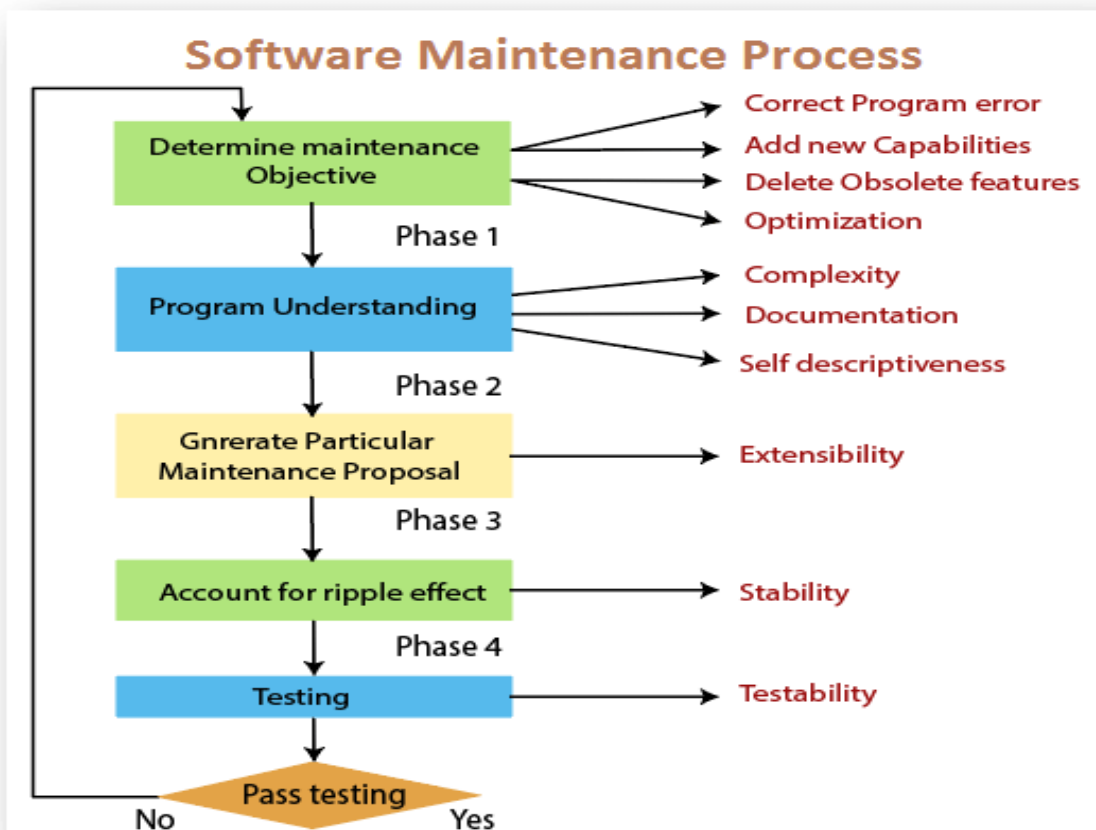 Software Maintenance Process
Determine maintenance
Objective
Correct Program error
Add new Capabilities
Delete Obsolete features
Optimization
Phase 1
Program Understanding
Complexity
Documentation
Self descriptiveness
Phase 2
Gnrerate Particular
Maintenance Proposal
Extensibility
Phase 3
Account for ripple effect
Stability
Phase 4
Testing
Testability
Pass testing
No
Yes